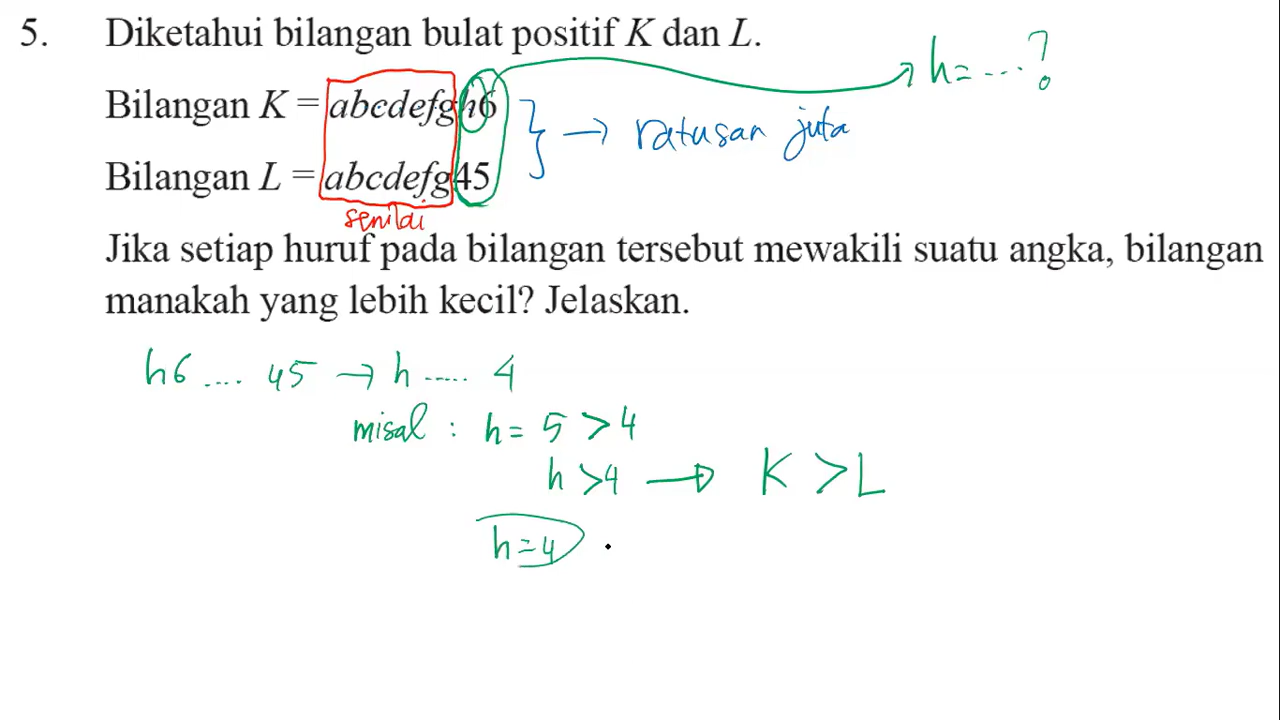 5. Diketahui bilangan bulat positif K dan L.
h = ... ?
Bilangan K = abcdefgh6
→ ratusan juta
Bilangan L = abcdefg45
senilai
Jika setiap huruf pada bilangan tersebut mewakili suatu angka, bilangan
manakah yang lebih kecil? Jelaskan.
h6 .... 45 → h ..... 4
misal : h = 5 > 4
h > 4 → K > L
h = 4